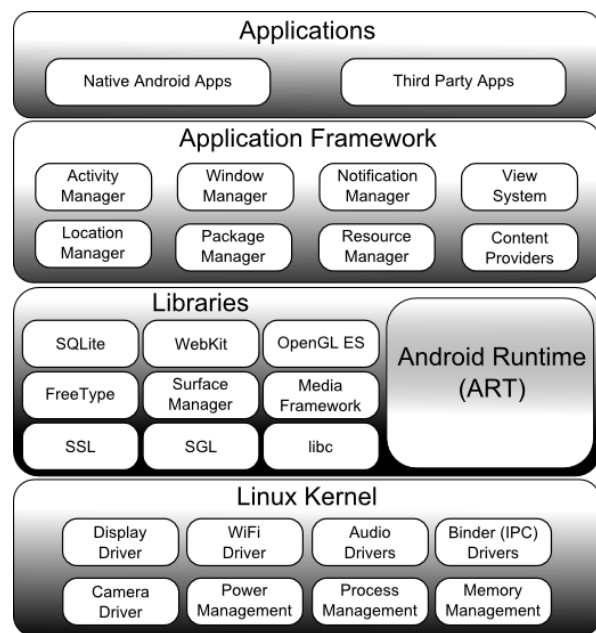 Applications
Native Android Apps
Third Party Apps
Application Framework
Activity
Manager
Window
Manager
Notification
Manager
View
System
Location
Manager
Package
Manager
Resource
Manager
Content
Providers
Libraries
SQLite
WebKit
OpenGL ES
FreeType
Surface
Manager
Media
Framework
SSL
SGL
libc
Android Runtime
(ART)
Linux Kernel
Display
Driver
WiFi
Driver
Audio
Drivers
Binder (IPC)
Drivers
Camera
Driver
Power
Management
Process
Management
Memory
Management